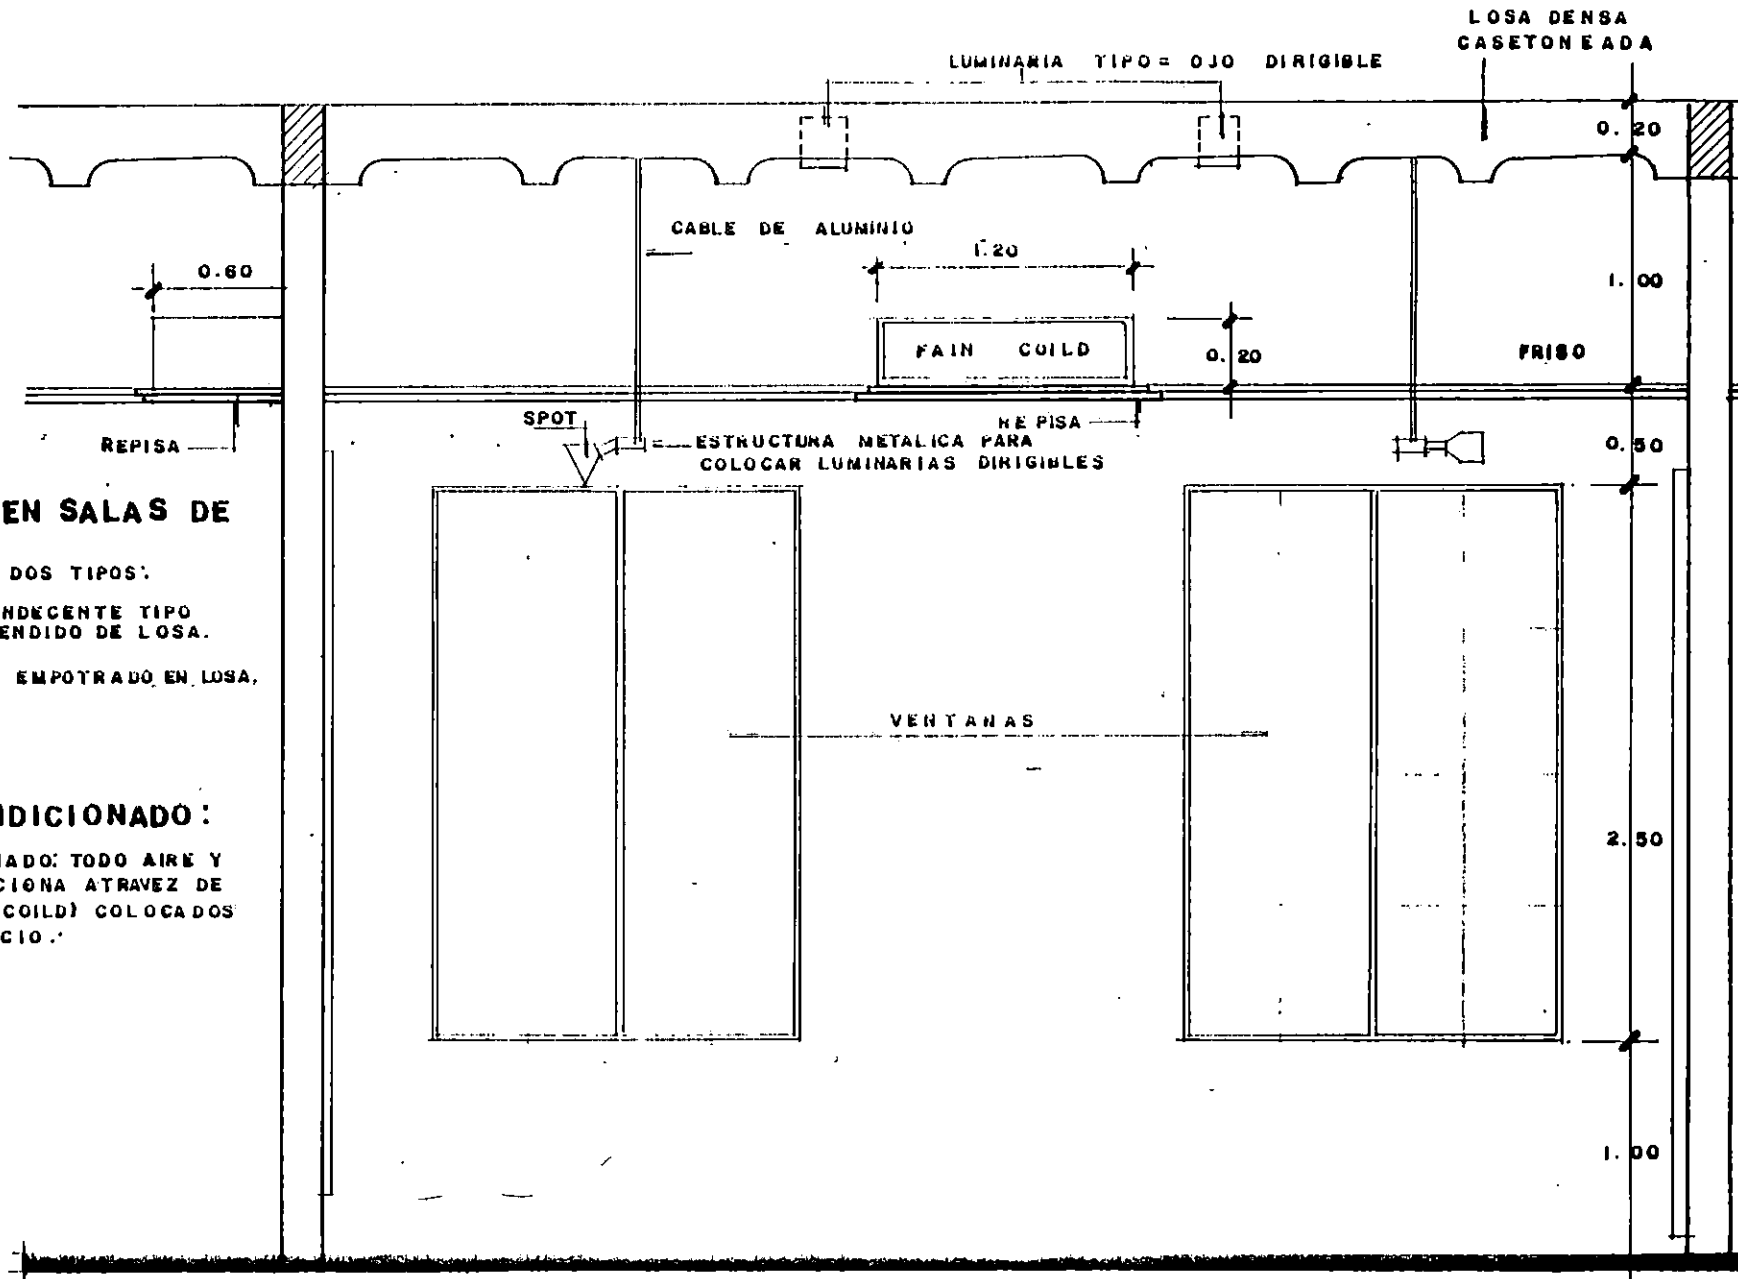 LOSA DENSA
CASETONEADA
LUMINARIA TIPO = OJO DIRIGIBLE
0.20
CABLE DE ALUMINIO
1.20
0.60
1.00
FAIN COILD
0.20
FRISO
REPISA
SPOT
REPISA
ESTRUCTURA METALICA PARA
COLOCAR LUMINARIAS DIRIGIBLES
0.50
EN SALAS DE
DOS TIPOS:
NDECENTE TIPO
ENDIDO DE LOSA.
EMPOTRADO EN LOSA,
VENTANAS
NDICIONADO:
2.50
ADO: TODO AIRE Y
CIONA ATRAVEZ DE
COILD) COLOCADOS
CIO.
1.00